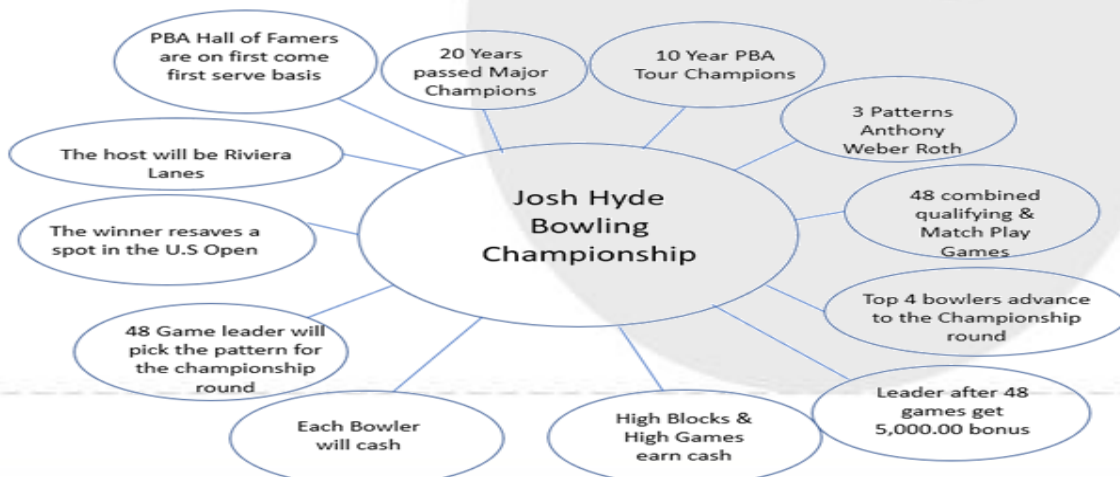 PBA Hall of Famers
are on first come
first serve basis
20 Years
passed Major
Champions
10 Year PBA
Tour Champions
3 Patterns
Anthony
Weber Roth
The host will be Riviera
Lanes
Josh Hyde
Bowling
Championship
48 combined
qualifying &
Match Play
Games
The winner resaves a
spot in the U.S Open
Top 4 bowlers advance
to the Championship
round
48 Game leader will
pick the pattern for
the championship
round
Leader after 48
games get
5,000.00 bonus
Each Bowler
will cash
High Blocks &
High Games
earn cash